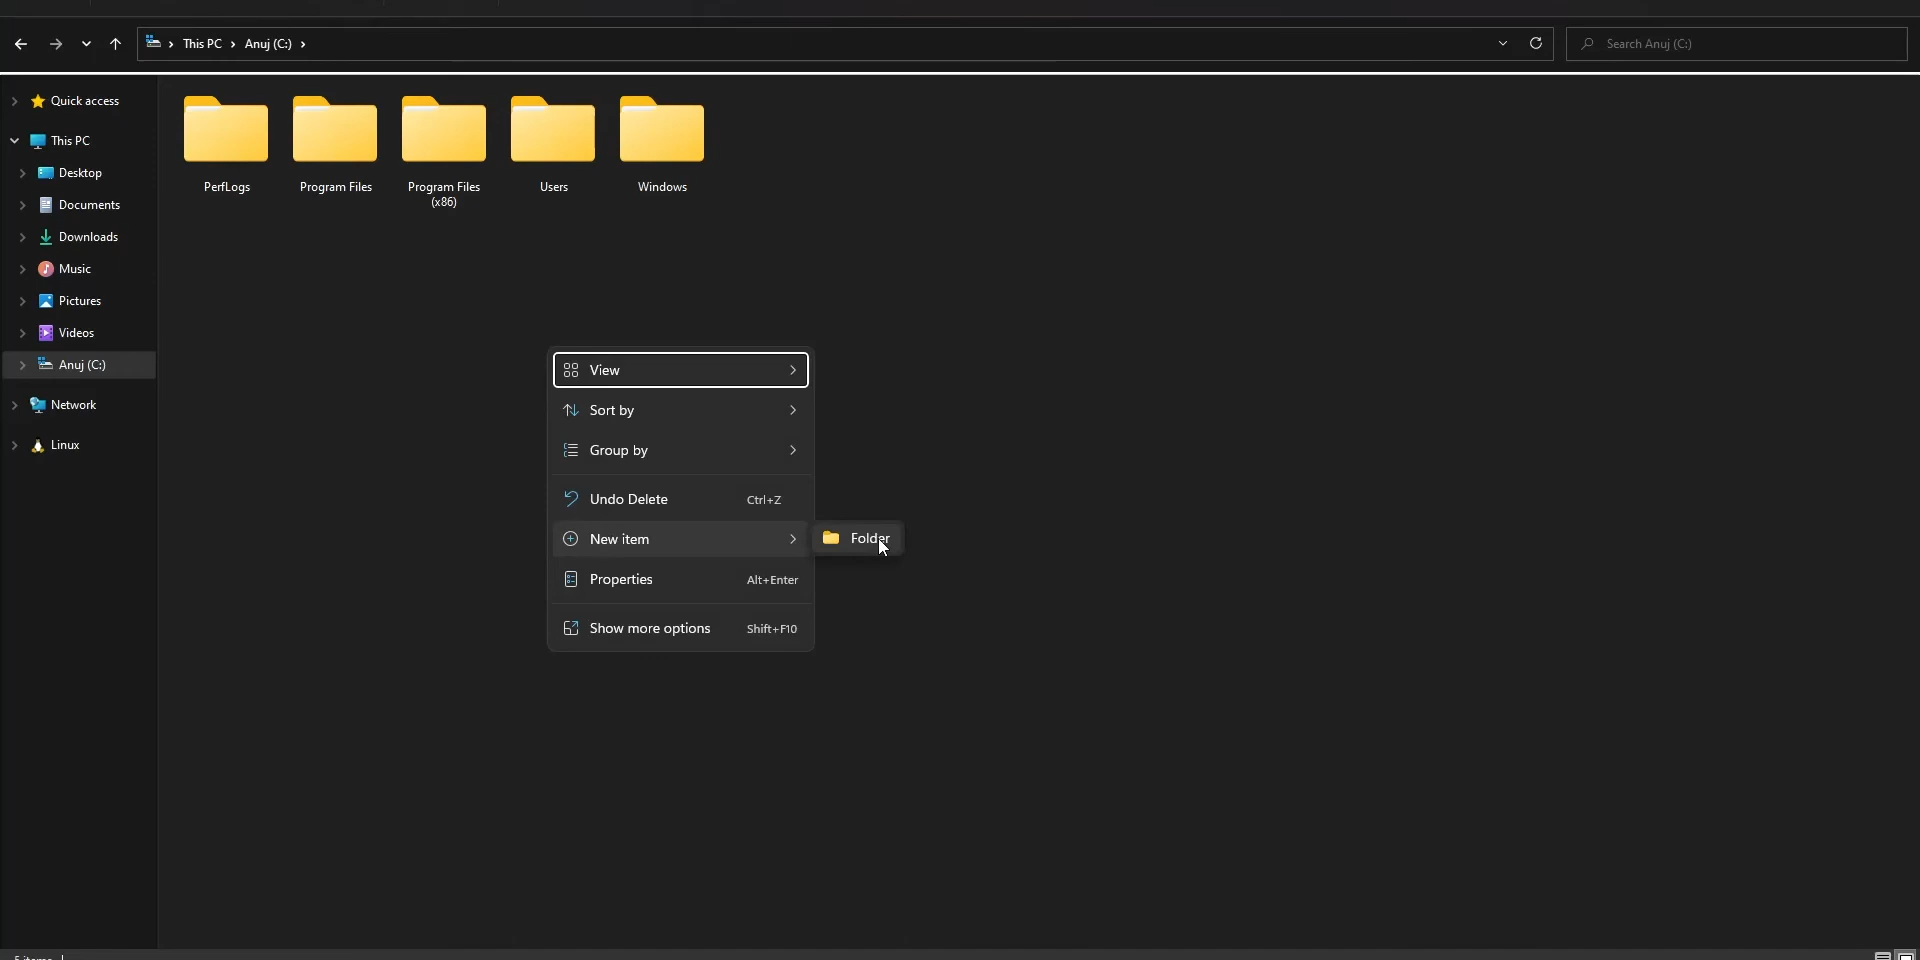 This PC > Anuj (C:) >
Search Anuj (C:)
Quick access
This PC
Desktop
Documents
Downloads
Music
Pictures
Videos
Anuj (C:)
Network
Linux
PerfLogs
Program Files
Program Files
(x86)
Users
Windows
View
Sort by
Group by
Undo Delete Ctrl+Z
New item
Folder
Properties Alt+Enter
Show more options Shift+F10
5 items